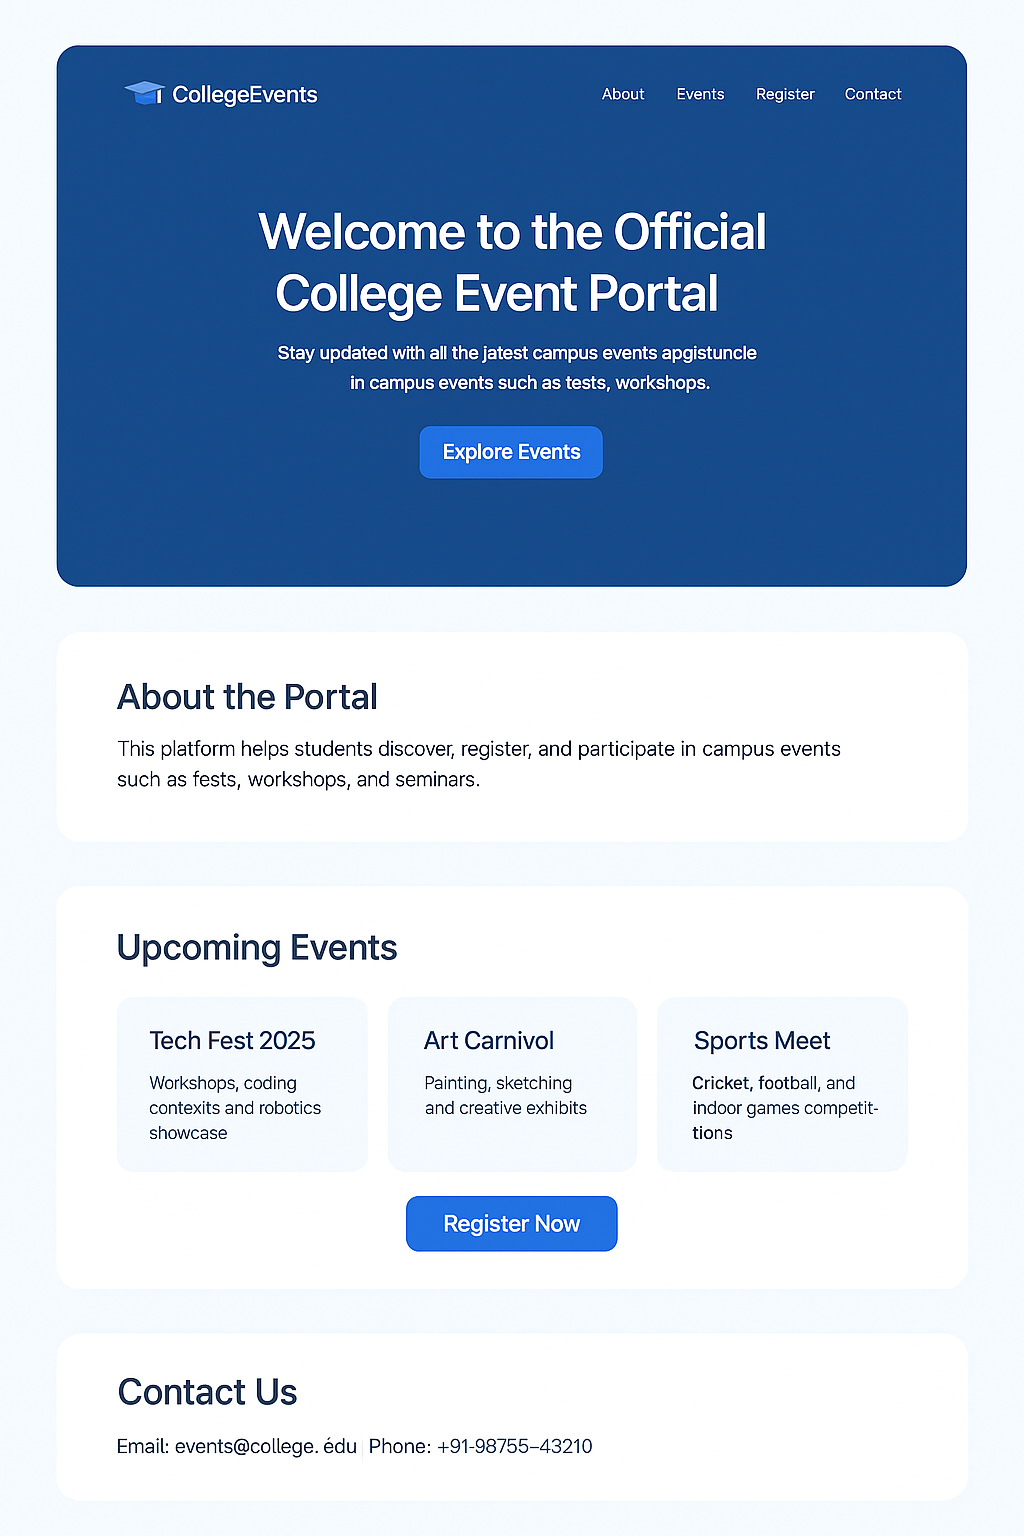 CollegeEvents
About Events Register Contact
Welcome to the Official
College Event Portal
Stay updated with all the jatest campus events apgistuncle
in campus events such as tests, workshops.
Explore Events
About the Portal
This platform helps students discover, register, and participate in campus events
such as fests, workshops, and seminars.
Upcoming Events
Tech Fest 2025
Workshops, coding
contexits and robotics
showcase
Art Carnivol
Painting, sketching
and creative exhibits
Sports Meet
Cricket, football, and
indoor games competit-
tions
Register Now
Contact Us
Email: events@college. édu | Phone: +91-98755–43210